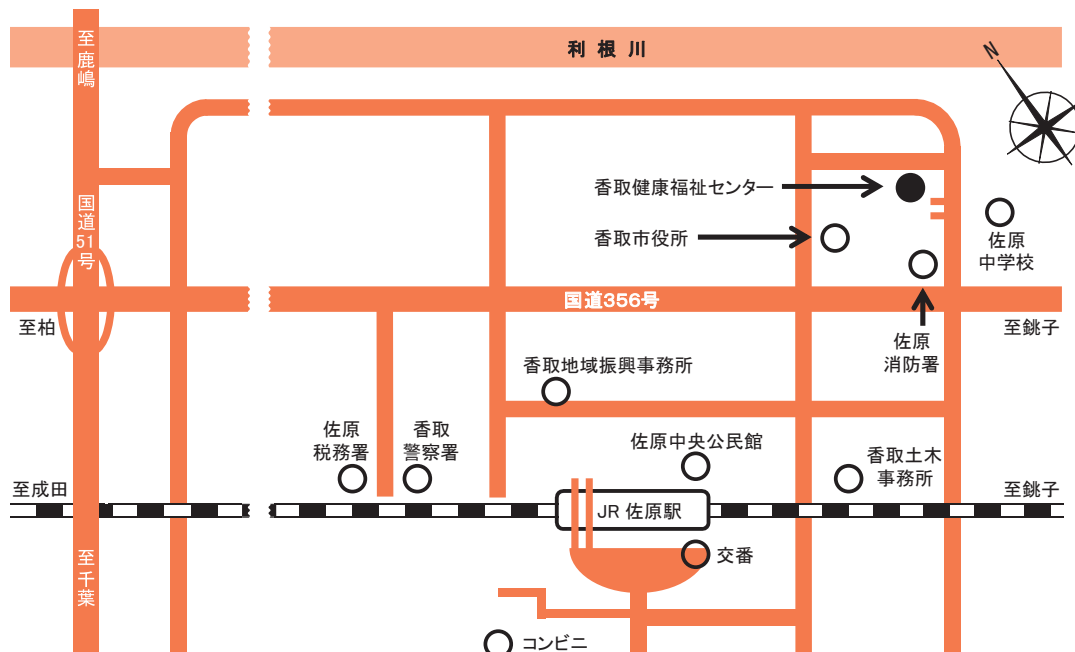 至鹿嶋
利根川
N
香取健康福祉センター
国道51号
香取市役所
佐原
中学校
国道356号
至柏
至銚子
佐原
消防署
香取地域振興事務所
佐原
税務署
香取
警察署
佐原中央公民館
香取土木
事務所
至成田
至銚子
JR 佐原駅
交番
至千葉
コンビニ